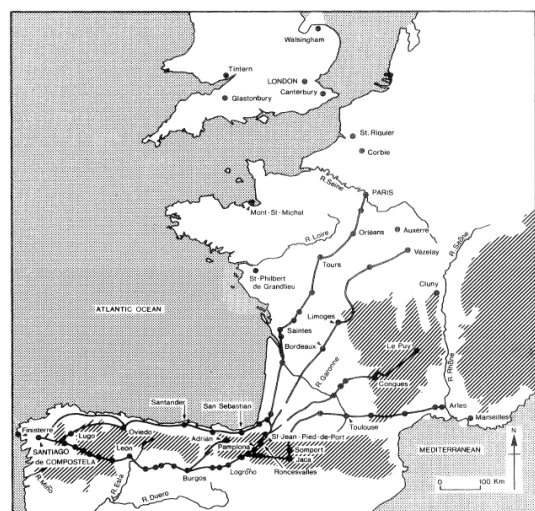 Walsingham
Tintern
LONDON
Glastonbury
Canterbury
St. Riquier
Corbie
R. Seine
PARIS
Mont-St-Michel
Auxerre
R. Loire
Orléans
R. Saône
Vézelay
Tours
St-Philbert
de Grandlieu
Cluny
ATLANTIC OCEAN
Limoges
Saintes
Bordeaux
Le Puy
R. Garonne
Conques
R. Rhône
Santander
San Sebastian
Arles
Marseilles
Finisterre
Lugo
Oviedo
Adrian
St Jean-Pied-de-Port
Toulouse
SANTIAGO
de COMPOSTELA
León
Pamplona
Somport
MEDITERRANEAN
N
Jaca
R. Miño
R. Esla
Burgos
Logroño
Roncesvalles
R. Duero
0 100 Km